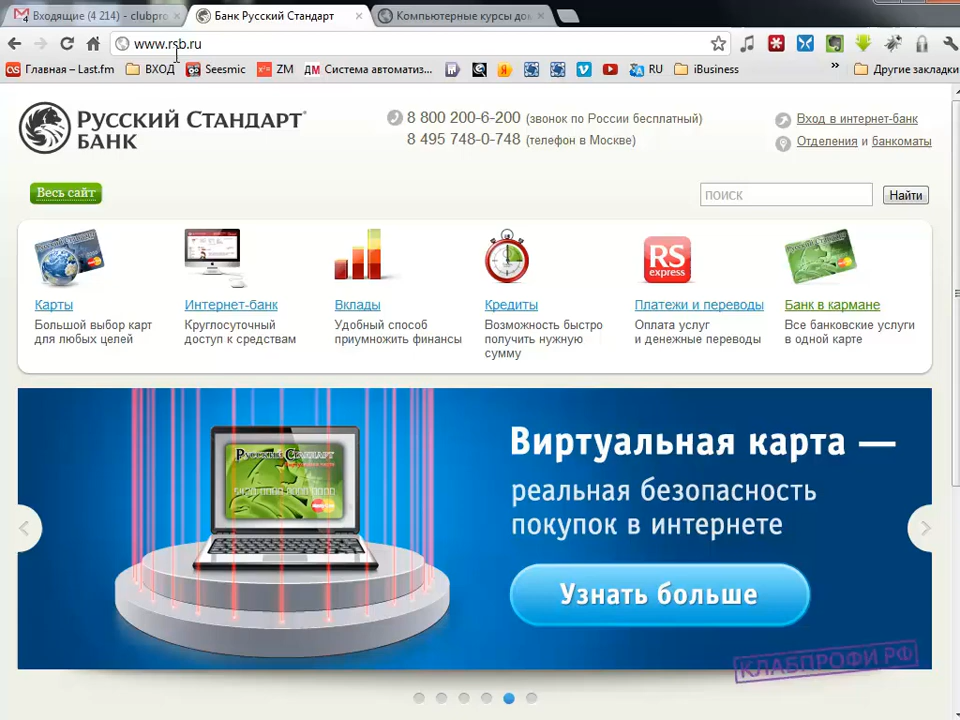 Входящие (4 214) - clubpro
Банк Русский Стандарт
Компьютерные курсы дом
www.rsb.ru
Главная – Last.fm
ВХОД
Seesmic
ZM
Система автоматиз...
RU
iBusiness
Другие закладки
РУССКИЙ СТАНДАРТ
БАНК
8 800 200-6-200 (звонок по России бесплатный)
8 495 748-0-748 (телефон в Москве)
Вход в интернет-банк
Отделения и банкоматы
Весь сайт
поиск
Найти
RS
express
Карты
Большой выбор карт
для любых целей
Интернет-банк
Круглосуточный
доступ к средствам
Вклады
Удобный способ
приумножить финансы
Кредиты
Возможность быстро
получить нужную
сумму
Платежи и переводы
Оплата услуг
и денежные переводы
Банк в кармане
Все банковские услуги
в одной карте
РУССКИЙ СТАНДАРТ
Виртуальная карта —
реальная безопасность
покупок в интернете
Узнать больше
КЛАБПРОФИ РФ